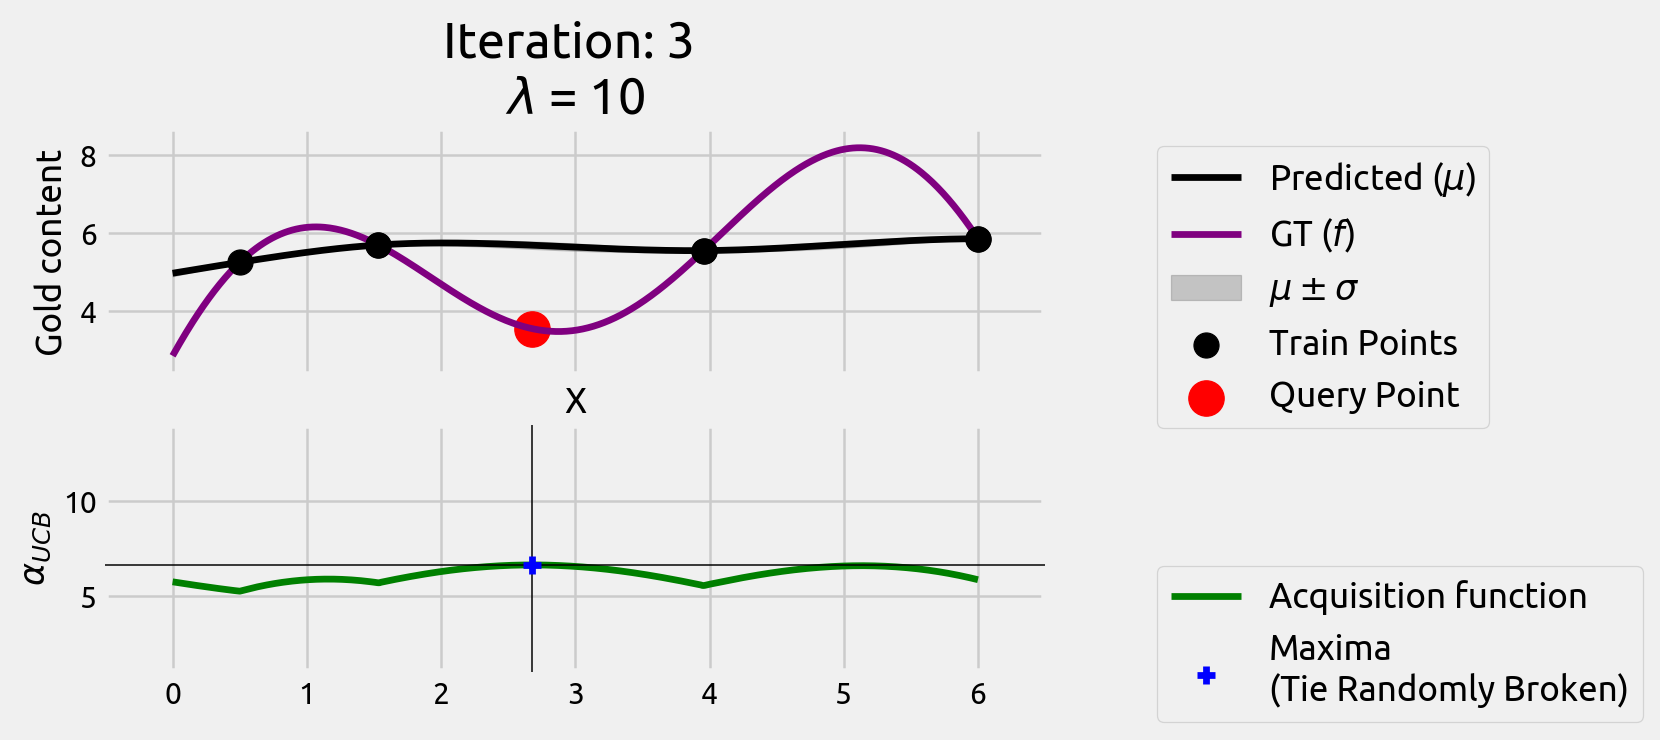 Iteration: 3
λ = 10
Gold content
8
6
4
X
Predicted (μ)
GT (f)
μ ± σ
Train Points
Query Point
α_UCB
10
5
0 1 2 3 4 5 6
Acquisition function
Maxima
(Tie Randomly Broken)